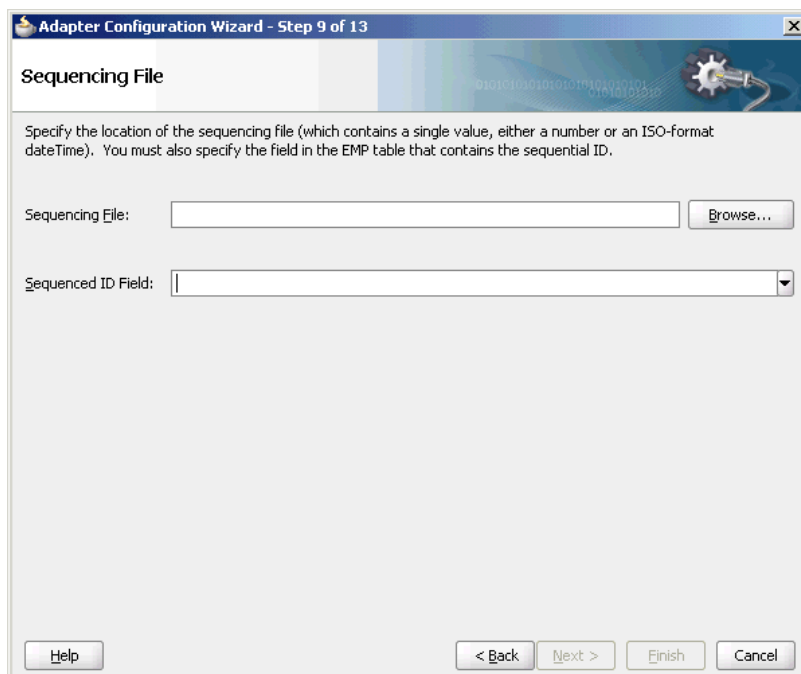 Adapter Configuration Wizard - Step 9 of 13
Sequencing File
0101010101010101010101
01010101010
Specify the location of the sequencing file (which contains a single value, either a number or an ISO-format
dateTime). You must also specify the field in the EMP table that contains the sequential ID.
Sequencing File:
Browse...
Sequenced ID Field:
Help
< Back
Next >
Finish
Cancel